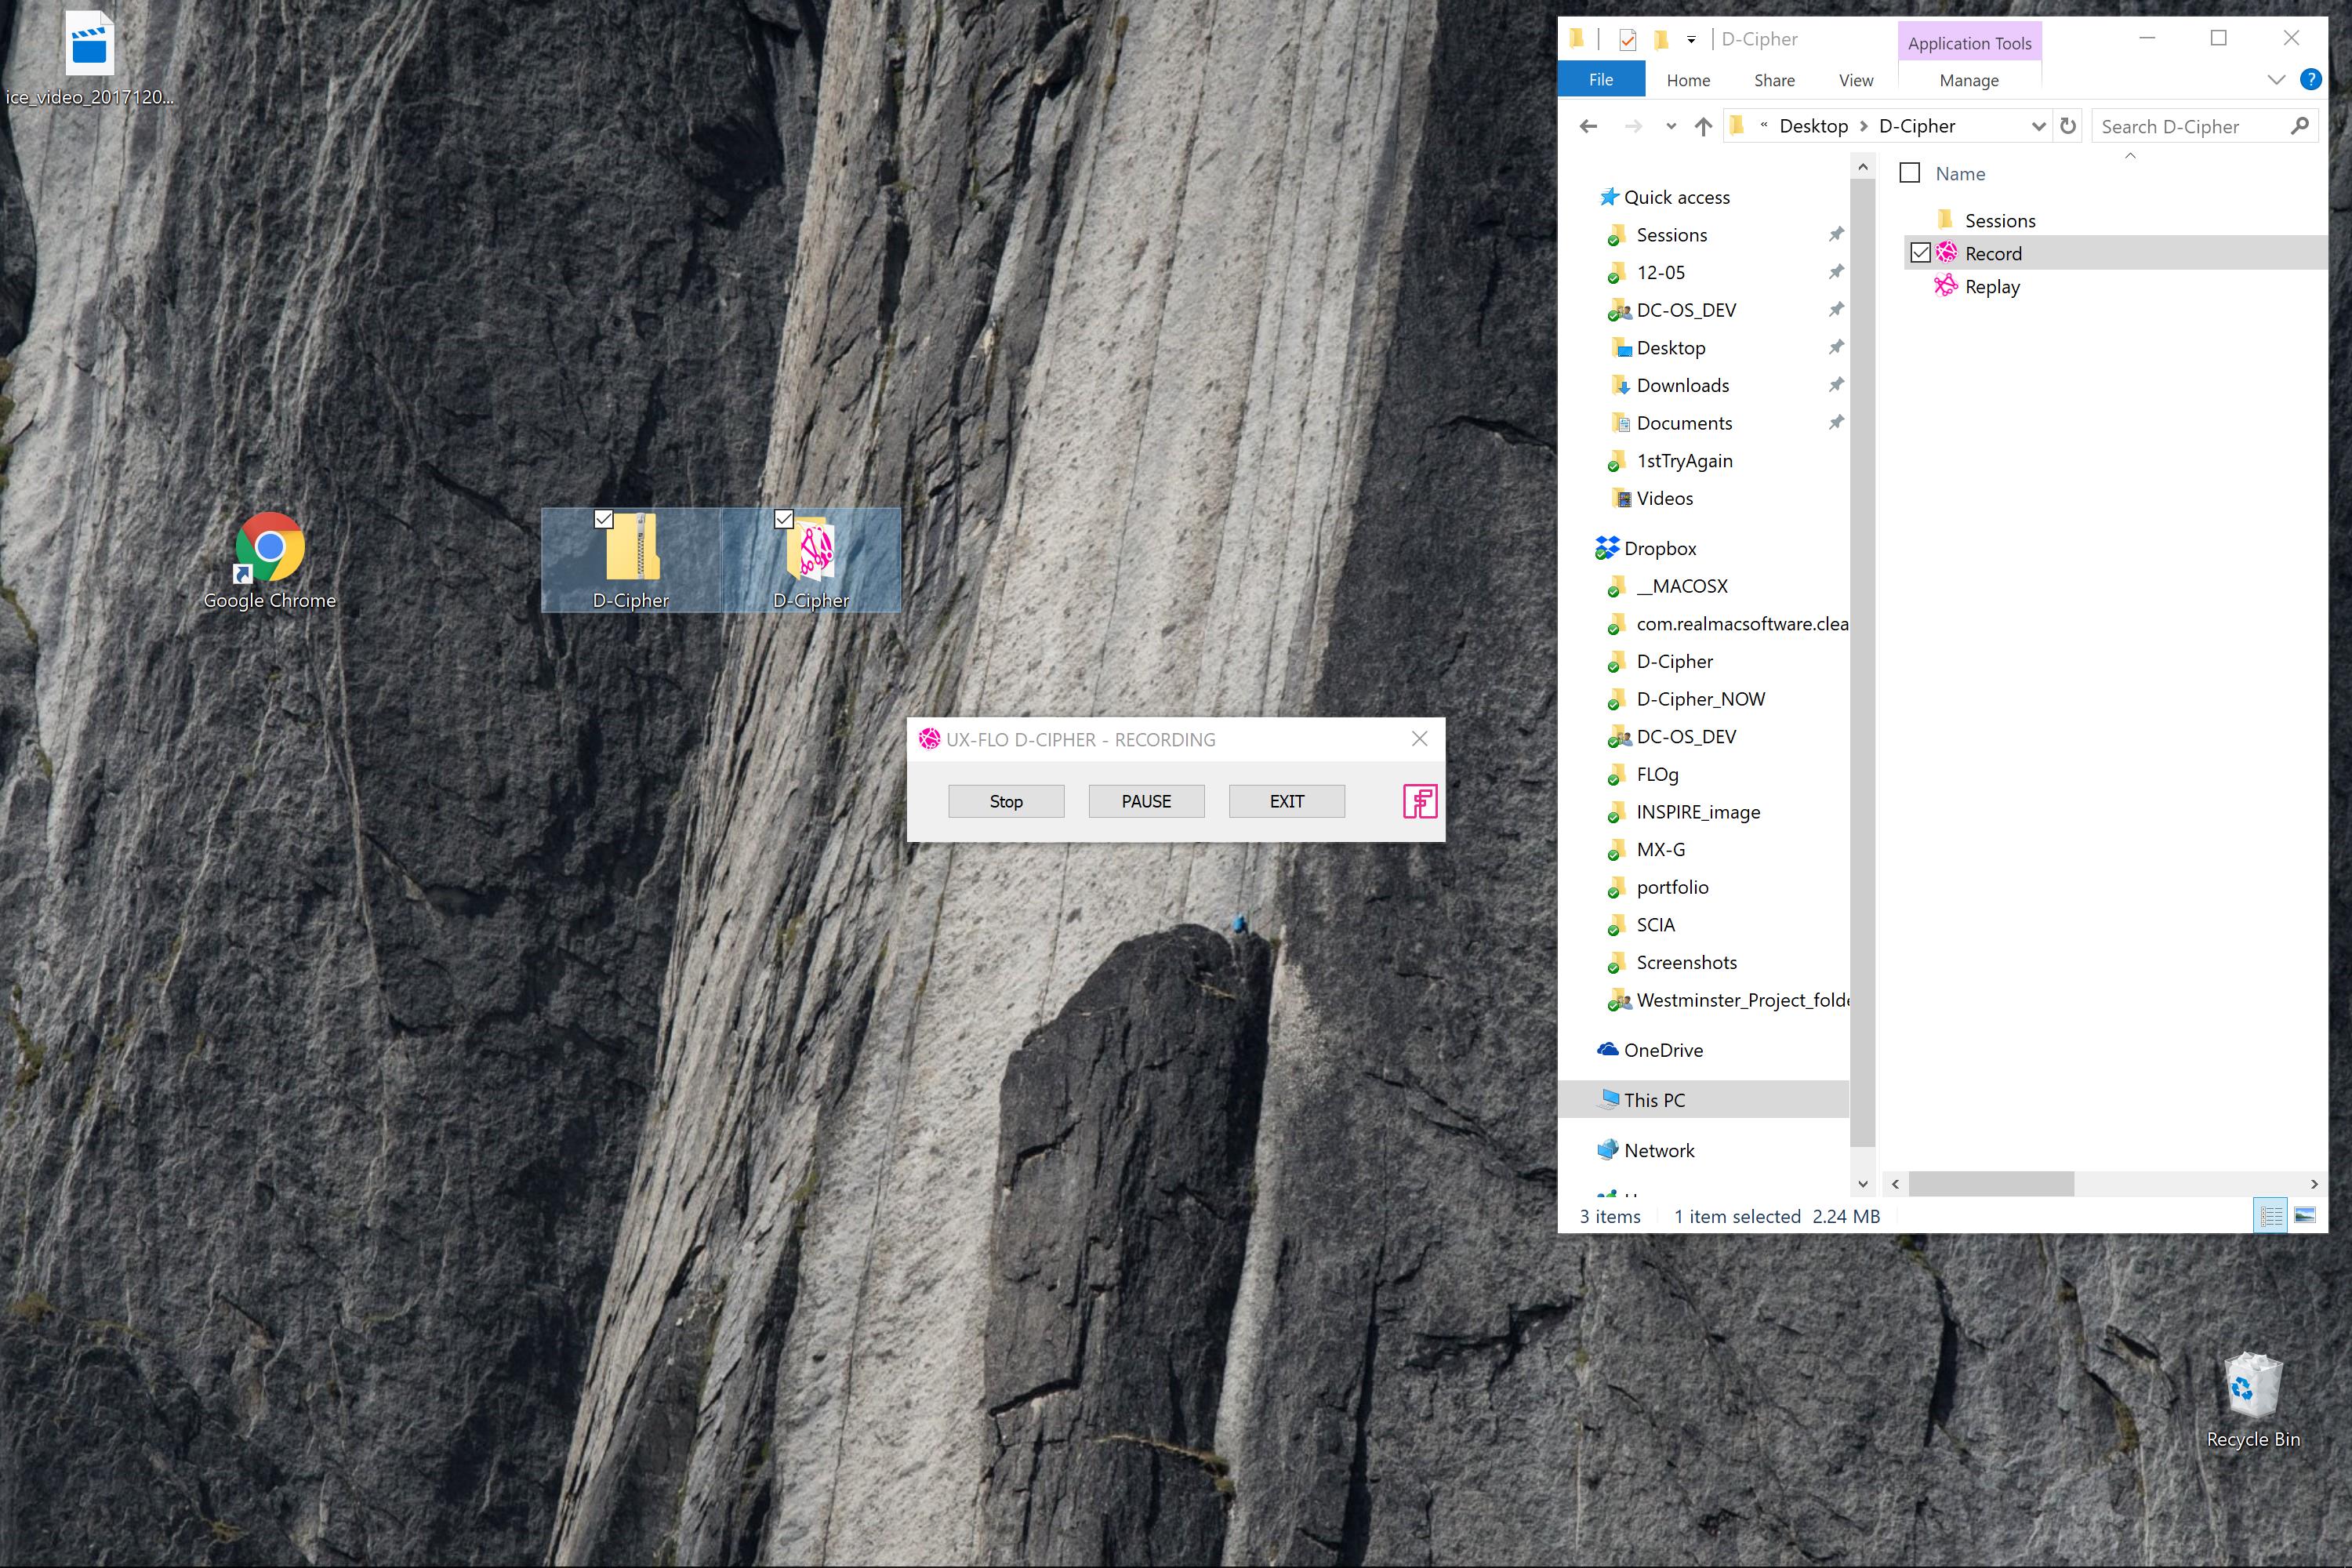 ice_video_2017120...
Google Chrome
D-Cipher
D-Cipher
UX-FLO D-CIPHER - RECORDING
Stop
PAUSE
EXIT
D-Cipher
Application Tools
File
Home
Share
View
Manage
?
« Desktop > D-Cipher
Search D-Cipher
Quick access
Sessions
12-05
DC-OS_DEV
Desktop
Downloads
Documents
1stTryAgain
Videos
Dropbox
__MACOSX
com.realmacsoftware.clea
D-Cipher
D-Cipher_NOW
DC-OS_DEV
FLOg
INSPIRE_image
MX-G
portfolio
SCIA
Screenshots
Westminster_Project_folde
OneDrive
This PC
Network
Name
Sessions
Record
Replay
3 items
1 item selected 2.24 MB
Recycle Bin